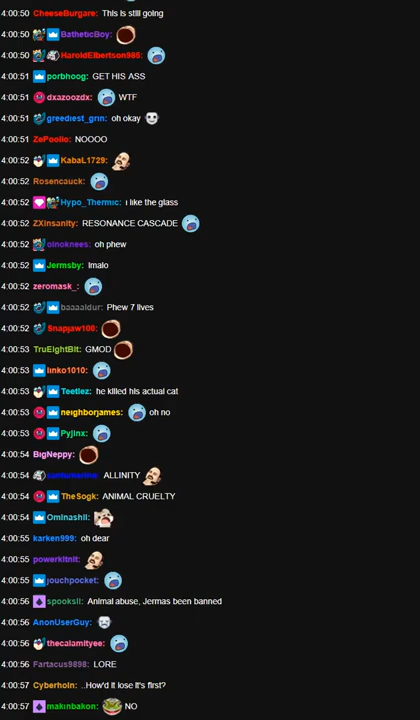 4:00:50 CheeseBurgare: This is still going
4:00:50 BatheticBoy:
4:00:50 HaroldElbertson985:
4:00:51 porbhoog: GET HIS ASS
4:00:51 dxazoozdx: WTF
4:00:51 greediest_grin: oh okay
4:00:51 ZePoollo: NOOOO
4:00:52 KabaL1729:
4:00:52 Rosencauck:
4:00:52 Hypo_Thermic: i like the glass
4:00:52 ZXInsanity: RESONANCE CASCADE
4:00:52 oinoknees: oh phew
4:00:52 Jermsby: lmalo
4:00:52 zeromask_:
4:00:52 baaaaldur: Phew 7 lives
4:00:52 Snapjaw100:
4:00:53 TruEightBit: GMOD
4:00:53 linko1010:
4:00:53 Teetlez: he killed his actual cat
4:00:53 neighborjames: oh no
4:00:53 Pyjinx:
4:00:54 BigNeppy:
4:00:54 ALLINITY
4:00:54 TheSogk: ANIMAL CRUELTY
4:00:54 Ominashii:
4:00:55 karken999: oh dear
4:00:55 powerkitnit:
4:00:55 jouchpocket:
4:00:56 spooksii: Animal abuse, Jermas been banned
4:00:56 AnonUserGuy:
4:00:56 thecalamityee:
4:00:56 Fartacus9898: LORE
4:00:57 Cyberhoin: ..How'd it lose it's first?
4:00:57 makinbakon: NO